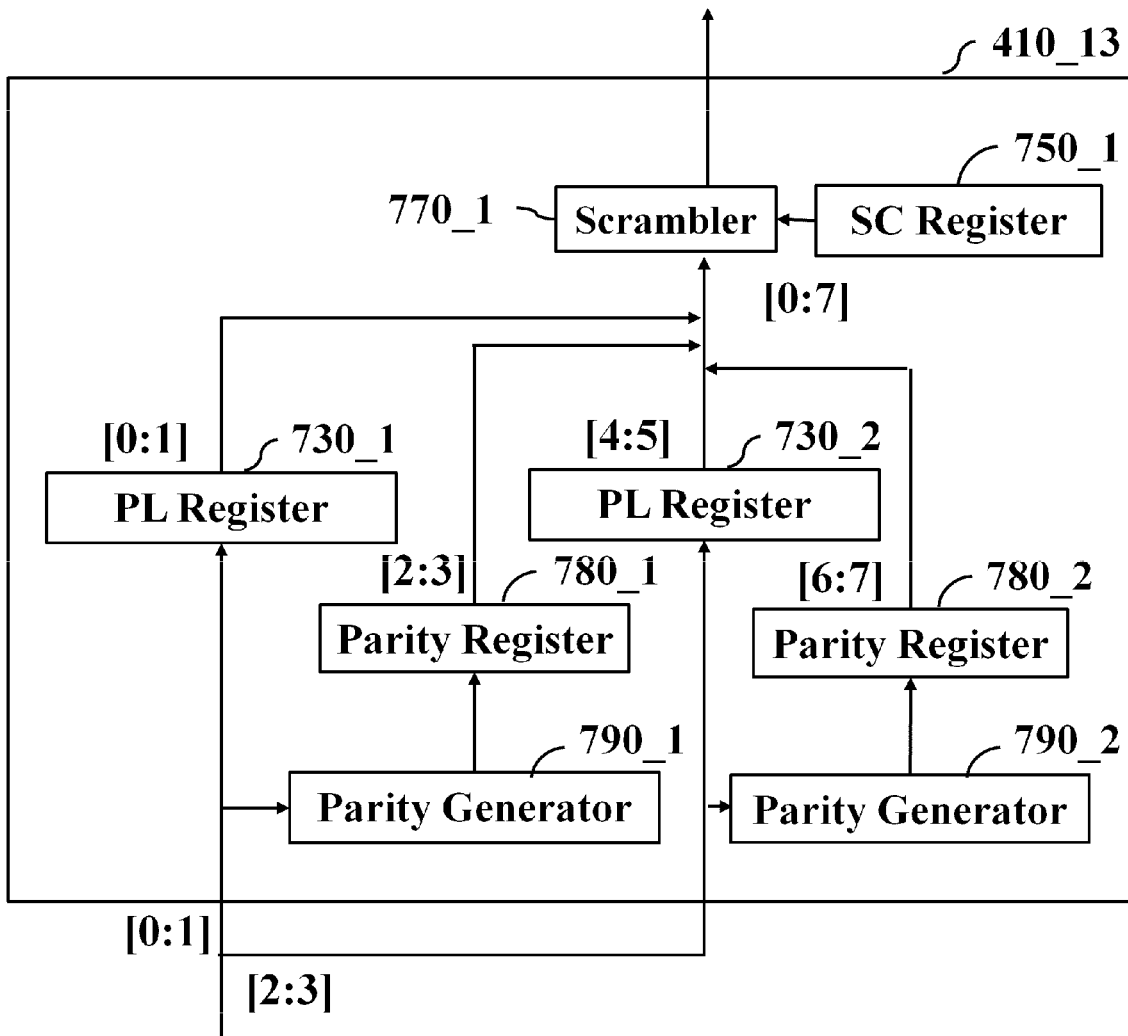 410_13
750_1
770_1
Scrambler
SC Register
[0:7]
[0:1]
730_1
[4:5]
730_2
PL Register
PL Register
[2:3]
780_1
[6:7]
780_2
Parity Register
Parity Register
790_1
790_2
Parity Generator
Parity Generator
[0:1]
[2:3]